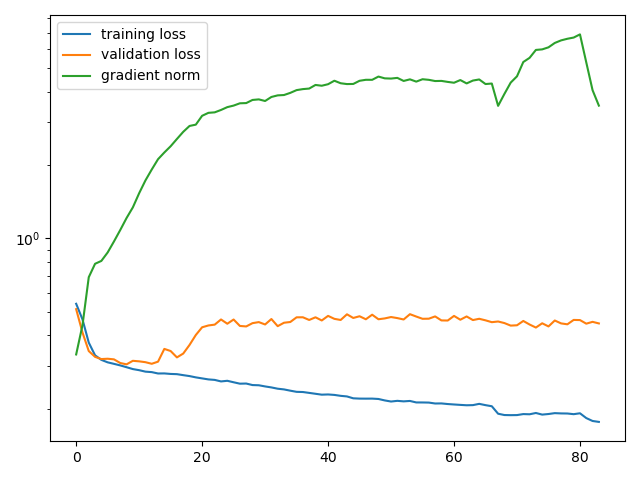 training loss
validation loss
gradient norm
10⁰
0 20 40 60 80